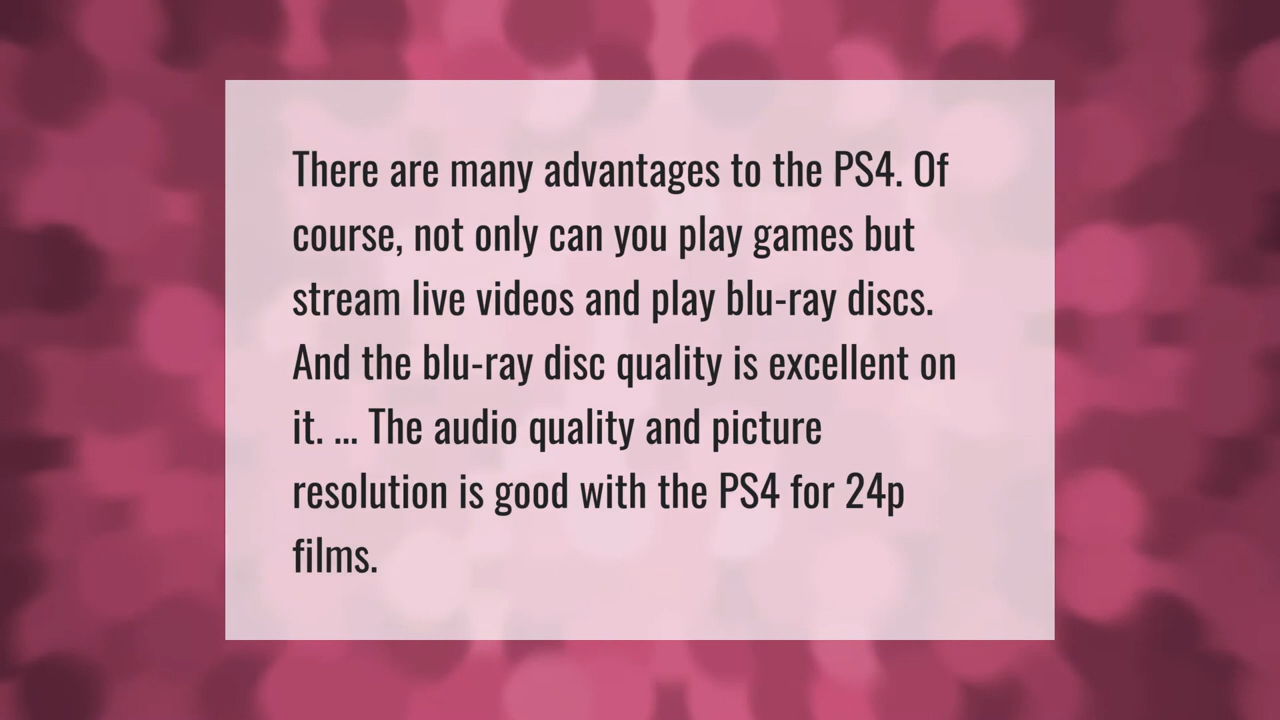 There are many advantages to the PS4. Of
course, not only can you play games but
stream live videos and play blu-ray discs.
And the blu-ray disc quality is excellent on
it. ... The audio quality and picture
resolution is good with the PS4 for 24p
films.